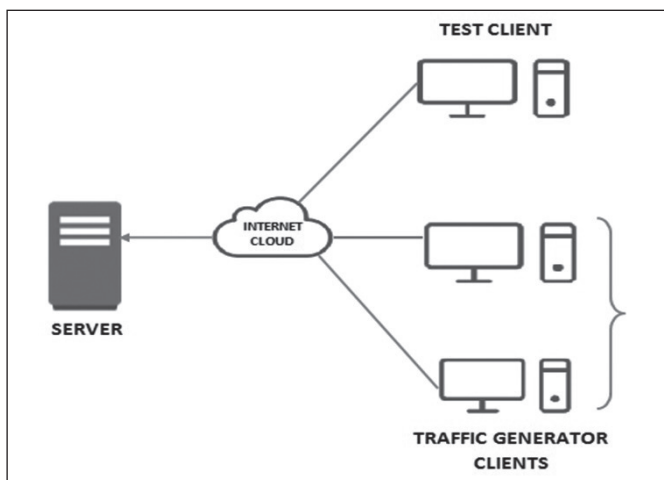 TEST CLIENT
INTERNET
CLOUD
SERVER
TRAFFIC GENERATOR
CLIENTS